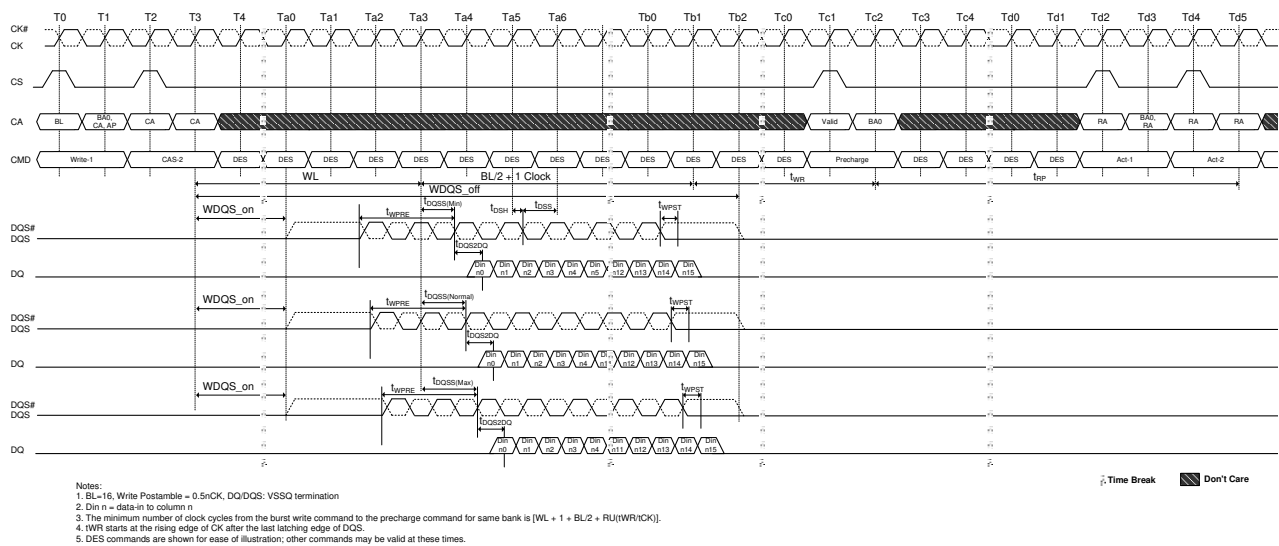 T0 T1 T2 T3 T4 Ta0 Ta1 Ta2 Ta3 Ta4 Ta5 Ta6 Tb0 Tb1 Tb2 Tc0 Tc1 Tc2 Tc3 Tc4 Td0 Td1 Td2 Td3 Td4 Td5
CK#
CK
CS
CA BL BA0, CA, AP CA CA Valid BA0 RA BA0, RA RA RA
CMD Write-1 CAS-2 DES DES DES DES DES DES DES DES DES DES DES DES DES Precharge DES DES DES DES Act-1 Act-2
WL BL/2 + 1 Clock tWR tRP
WDQS_off
WDQS_on tWPRE tDQSS(Min) tDSH tDSS tWPST
DQS#
DQS
tDQS2DQ
DQ Din n0 Din n1 Din n2 Din n3 Din n4 Din n5 Din n12 Din n13 Din n14 Din n15
WDQS_on tWPRE tDQSS(Normal) tWPST
DQS#
DQS
tDQS2DQ
DQ Din n0 Din n1 Din n2 Din n3 Din n4 Din n12 Din n13 Din n14 Din n15
WDQS_on tWPRE tDQSS(Max) tWPST
DQS#
DQS
tDQS2DQ
DQ Din n0 Din n1 Din n2 Din n3 Din n4 Din n11 Din n12 Din n13 Din n14 Din n15
Time Break Don't Care
Notes:
1. BL=16, Write Postamble = 0.5nCK, DQ/DQS: VSSQ termination
2. Din n = data-in to column n
3. The minimum number of clock cycles from the burst write command to the precharge command for same bank is [WL + 1 + BL/2 + RU(tWR/tCK)].
4. tWR starts at the rising edge of CK after the last latching edge of DQS.
5. DES commands are shown for ease of illustration; other commands may be valid at these times.